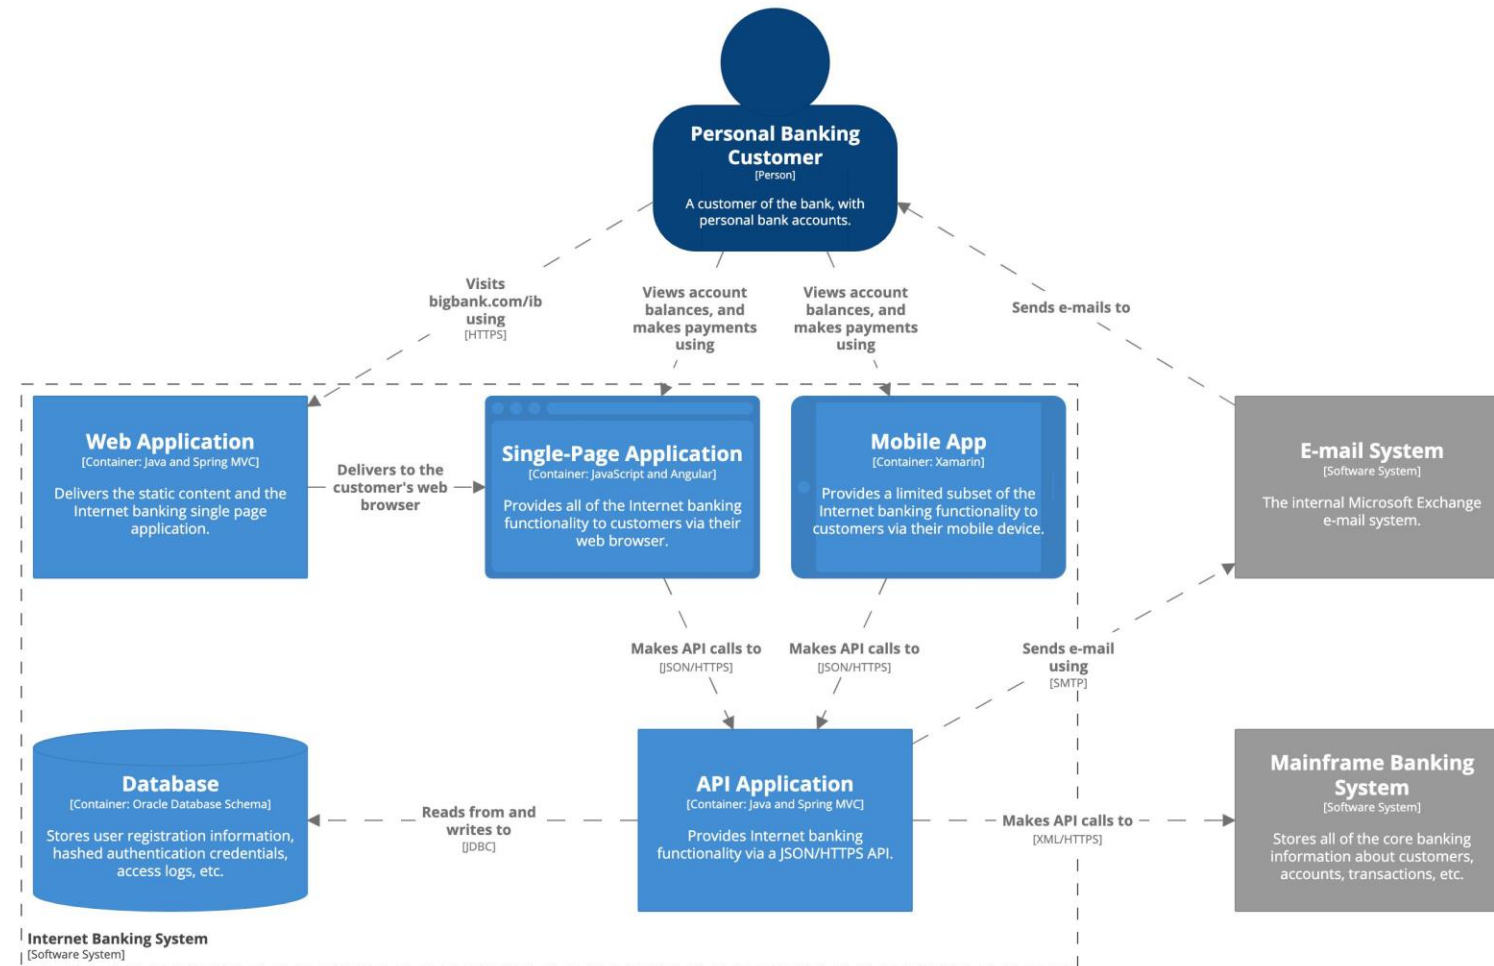 Personal Banking
Customer
[Person]
A customer of the bank, with
personal bank accounts.
Visits
bigbank.com/ib
using
[HTTPS]
Views account
balances, and
makes payments
using
Views account
balances, and
makes payments
using
Sends e-mails to
Web Application
[Container: Java and Spring MVC]
Delivers the static content and the
Internet banking single page
application.
Delivers to the
customer's web
browser
Single-Page Application
[Container: JavaScript and Angular]
Provides all of the Internet banking
functionality to customers via their
web browser.
Mobile App
[Container: Xamarin]
Provides a limited subset of the
Internet banking functionality to
customers via their mobile device.
E-mail System
[Software System]
The internal Microsoft Exchange
e-mail system.
Makes API calls to
[JSON/HTTPS]
Makes API calls to
[JSON/HTTPS]
Sends e-mail
using
[SMTP]
Database
[Container: Oracle Database Schema]
Stores user registration information,
hashed authentication credentials,
access logs, etc.
Reads from and
writes to
[JDBC]
API Application
[Container: Java and Spring MVC]
Provides Internet banking
functionality via a JSON/HTTPS API.
Makes API calls to
[XML/HTTPS]
Mainframe Banking
System
[Software System]
Stores all of the core banking
information about customers,
accounts, transactions, etc.
Internet Banking System
[Software System]